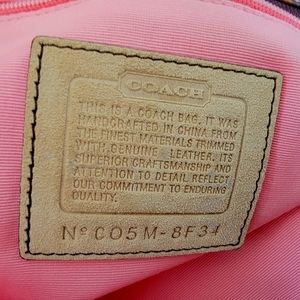 COACH
THIS IS A COACH BAG. IT WAS
HANDCRAFTED IN CHINA FROM
THE FINEST MATERIALS TRIMMED
WITH GENUINE LEATHER. ITS
SUPERIOR CRAFTSMANSHIP AND
ATTENTION TO DETAIL REFLECT
OUR COMMITMENT TO ENDURING
QUALITY.
Nº CO5M-8F34